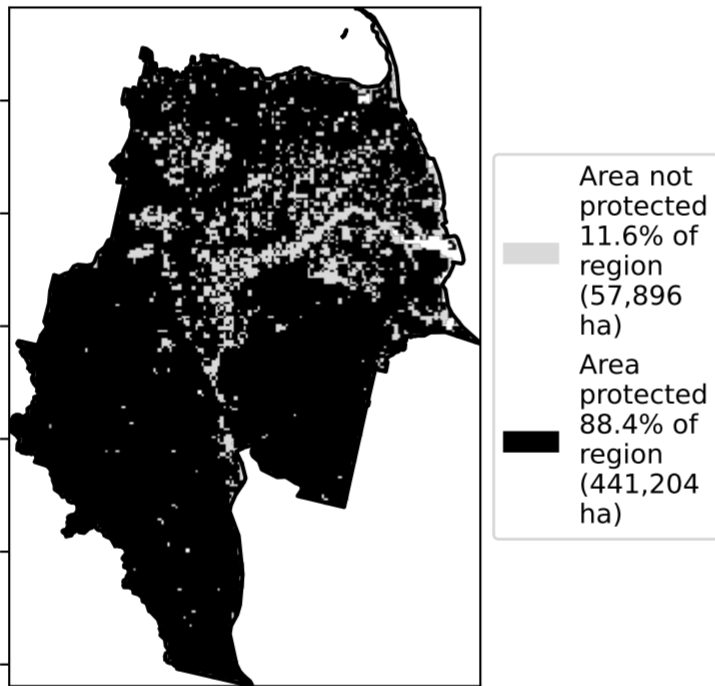 Area not
protected
11.6% of
region
(57,896
ha)
Area
protected
88.4% of
region
(441,204
ha)